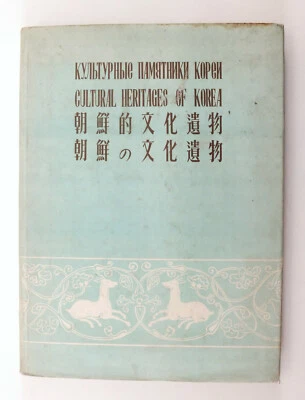 КУЛЬТУРНЫЕ ПАМЯТНИКИ КОРЕИ
CULTURAL HERITAGES OF KOREA
朝鮮的文化遺物
朝鮮の文化遺物